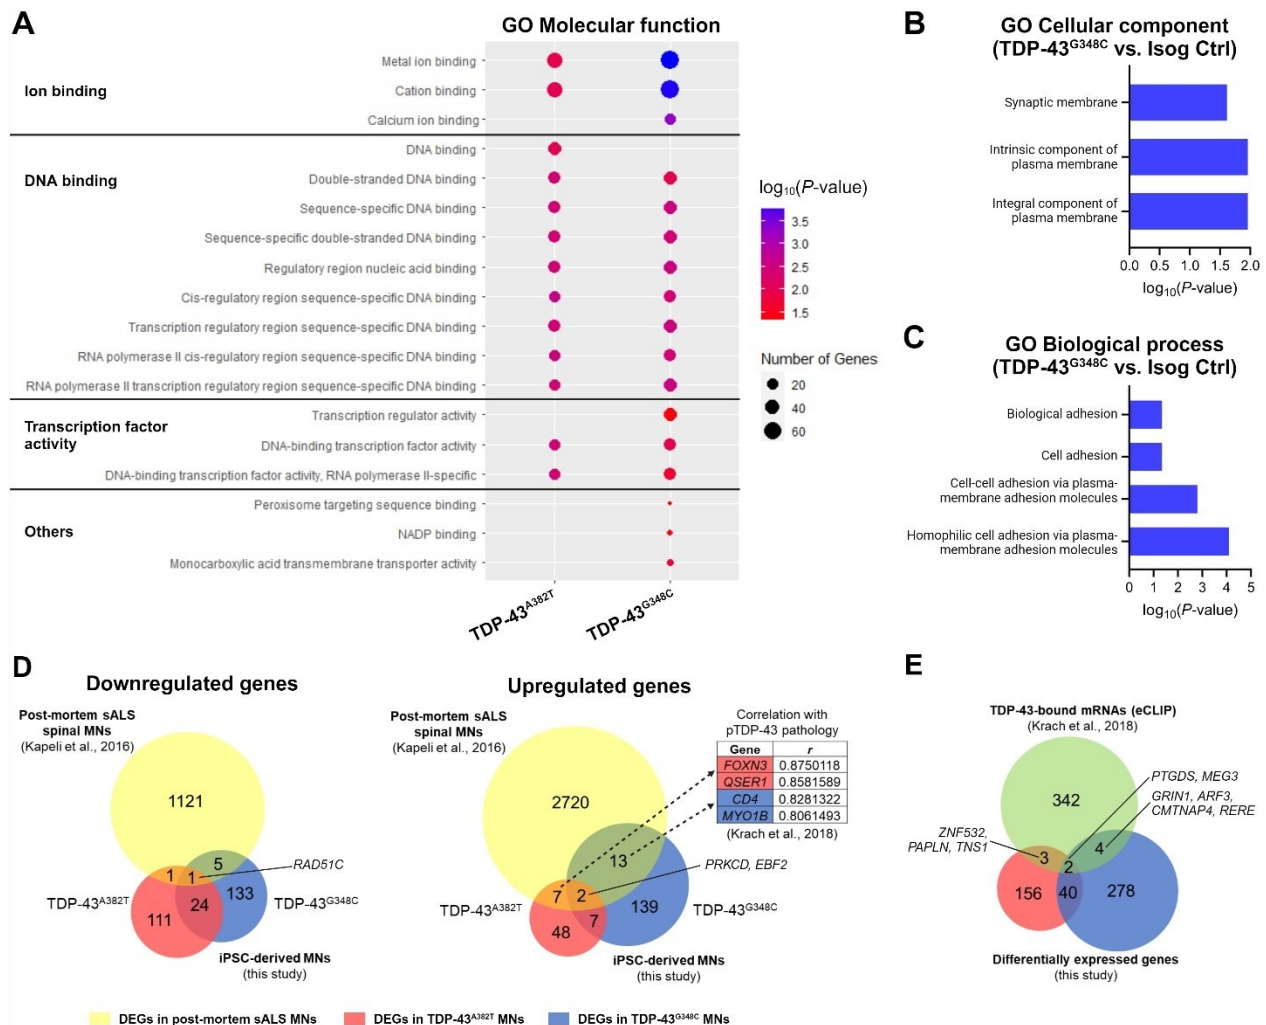 A
GO Molecular function
Ion binding
Metal ion binding
Cation binding
Calcium ion binding
DNA binding
DNA binding
Double-stranded DNA binding
Sequence-specific DNA binding
Sequence-specific double-stranded DNA binding
Regulatory region nucleic acid binding
Cis-regulatory region sequence-specific DNA binding
Transcription regulatory region sequence-specific DNA binding
RNA polymerase II cis-regulatory region sequence-specific DNA binding
RNA polymerase II transcription regulatory region sequence-specific DNA binding
Transcription factor
activity
Transcription regulator activity
DNA-binding transcription factor activity
DNA-binding transcription factor activity, RNA polymerase II-specific
Others
Peroxisome targeting sequence binding
NADP binding
Monocarboxylic acid transmembrane transporter activity
TDP-43A382T
TDP-43G348C
log₁₀(P-value)
3.5
3.0
2.5
2.0
1.5
Number of Genes
20
40
60
B
GO Cellular component
(TDP-43G348C vs. Isog Ctrl)
Synaptic membrane
Intrinsic component of
plasma membrane
Integral component of
plasma membrane
0.0 0.5 1.0 1.5 2.0
log₁₀(P-value)
C
GO Biological process
(TDP-43G348C vs. Isog Ctrl)
Biological adhesion
Cell adhesion
Cell-cell adhesion via plasma-
membrane adhesion molecules
Homophilic cell adhesion via plasma-
membrane adhesion molecules
0 1 2 3 4 5
log₁₀(P-value)
D
Downregulated genes
Post-mortem sALS
spinal MNs
(Kapeli et al., 2016)
1121
5
1
1
RAD51C
133
24
111
TDP-43A382T
TDP-43G348C
iPSC-derived MNs
(this study)
Upregulated genes
Post-mortem sALS
spinal MNs
(Kapeli et al., 2016)
2720
13
7
2
PRKCD, EBF2
139
7
48
TDP-43A382T
TDP-43G348C
iPSC-derived MNs
(this study)
Correlation with
pTDP-43 pathology
Gene r
FOXN3 0.8750118
QSER1 0.8581589
CD4 0.8281322
MYO1B 0.8061493
(Krach et al., 2018)
E
TDP-43-bound mRNAs (eCLIP)
(Krach et al., 2018)
342
PTGDS, MEG3
GRIN1, ARF3,
CMTNAP4, RERE
ZNF532,
PAPLN, TNS1
3
2
4
156
40
278
Differentially expressed genes
(this study)
DEGs in post-mortem sALS MNs
DEGs in TDP-43A382T MNs
DEGs in TDP-43G348C MNs